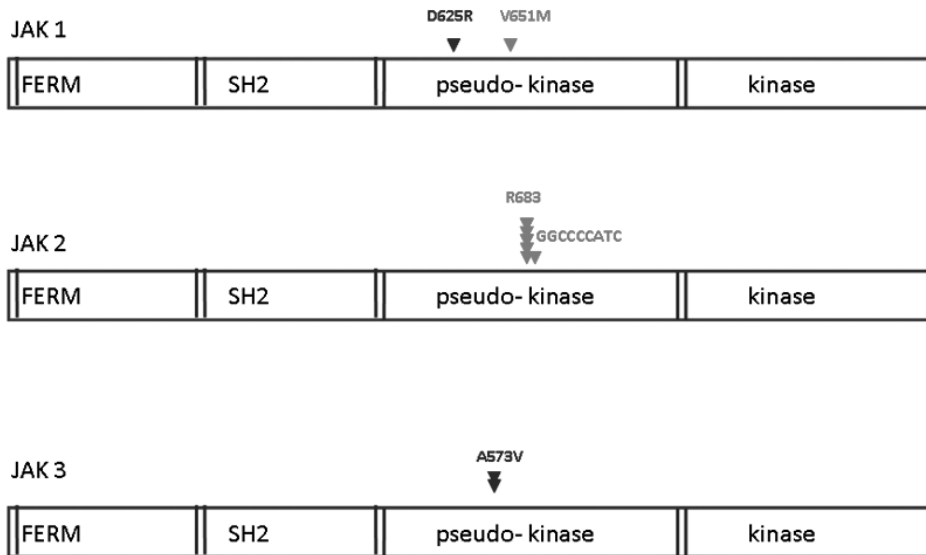 D625R V651M
JAK 1
FERM SH2 pseudo- kinase kinase
R683
GGCCCCATC
JAK 2
FERM SH2 pseudo- kinase kinase
A573V
JAK 3
FERM SH2 pseudo- kinase kinase